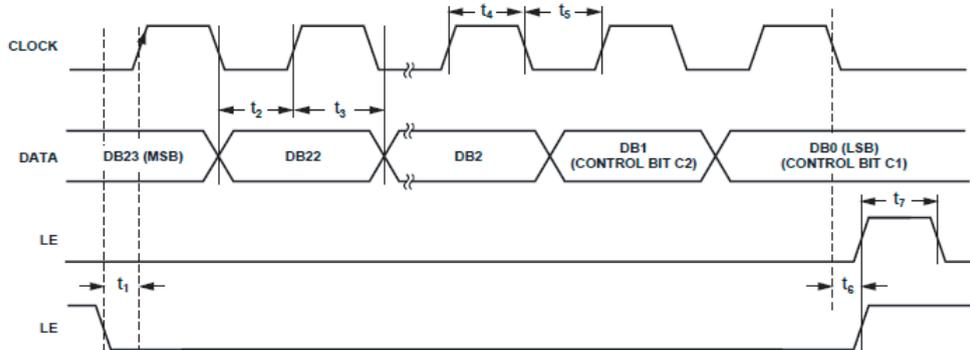 t4
t5
CLOCK
t2
t3
DATA
DB23 (MSB)
DB22
DB2
DB1
(CONTROL BIT C2)
DB0 (LSB)
(CONTROL BIT C1)
t7
LE
t1
t6
LE